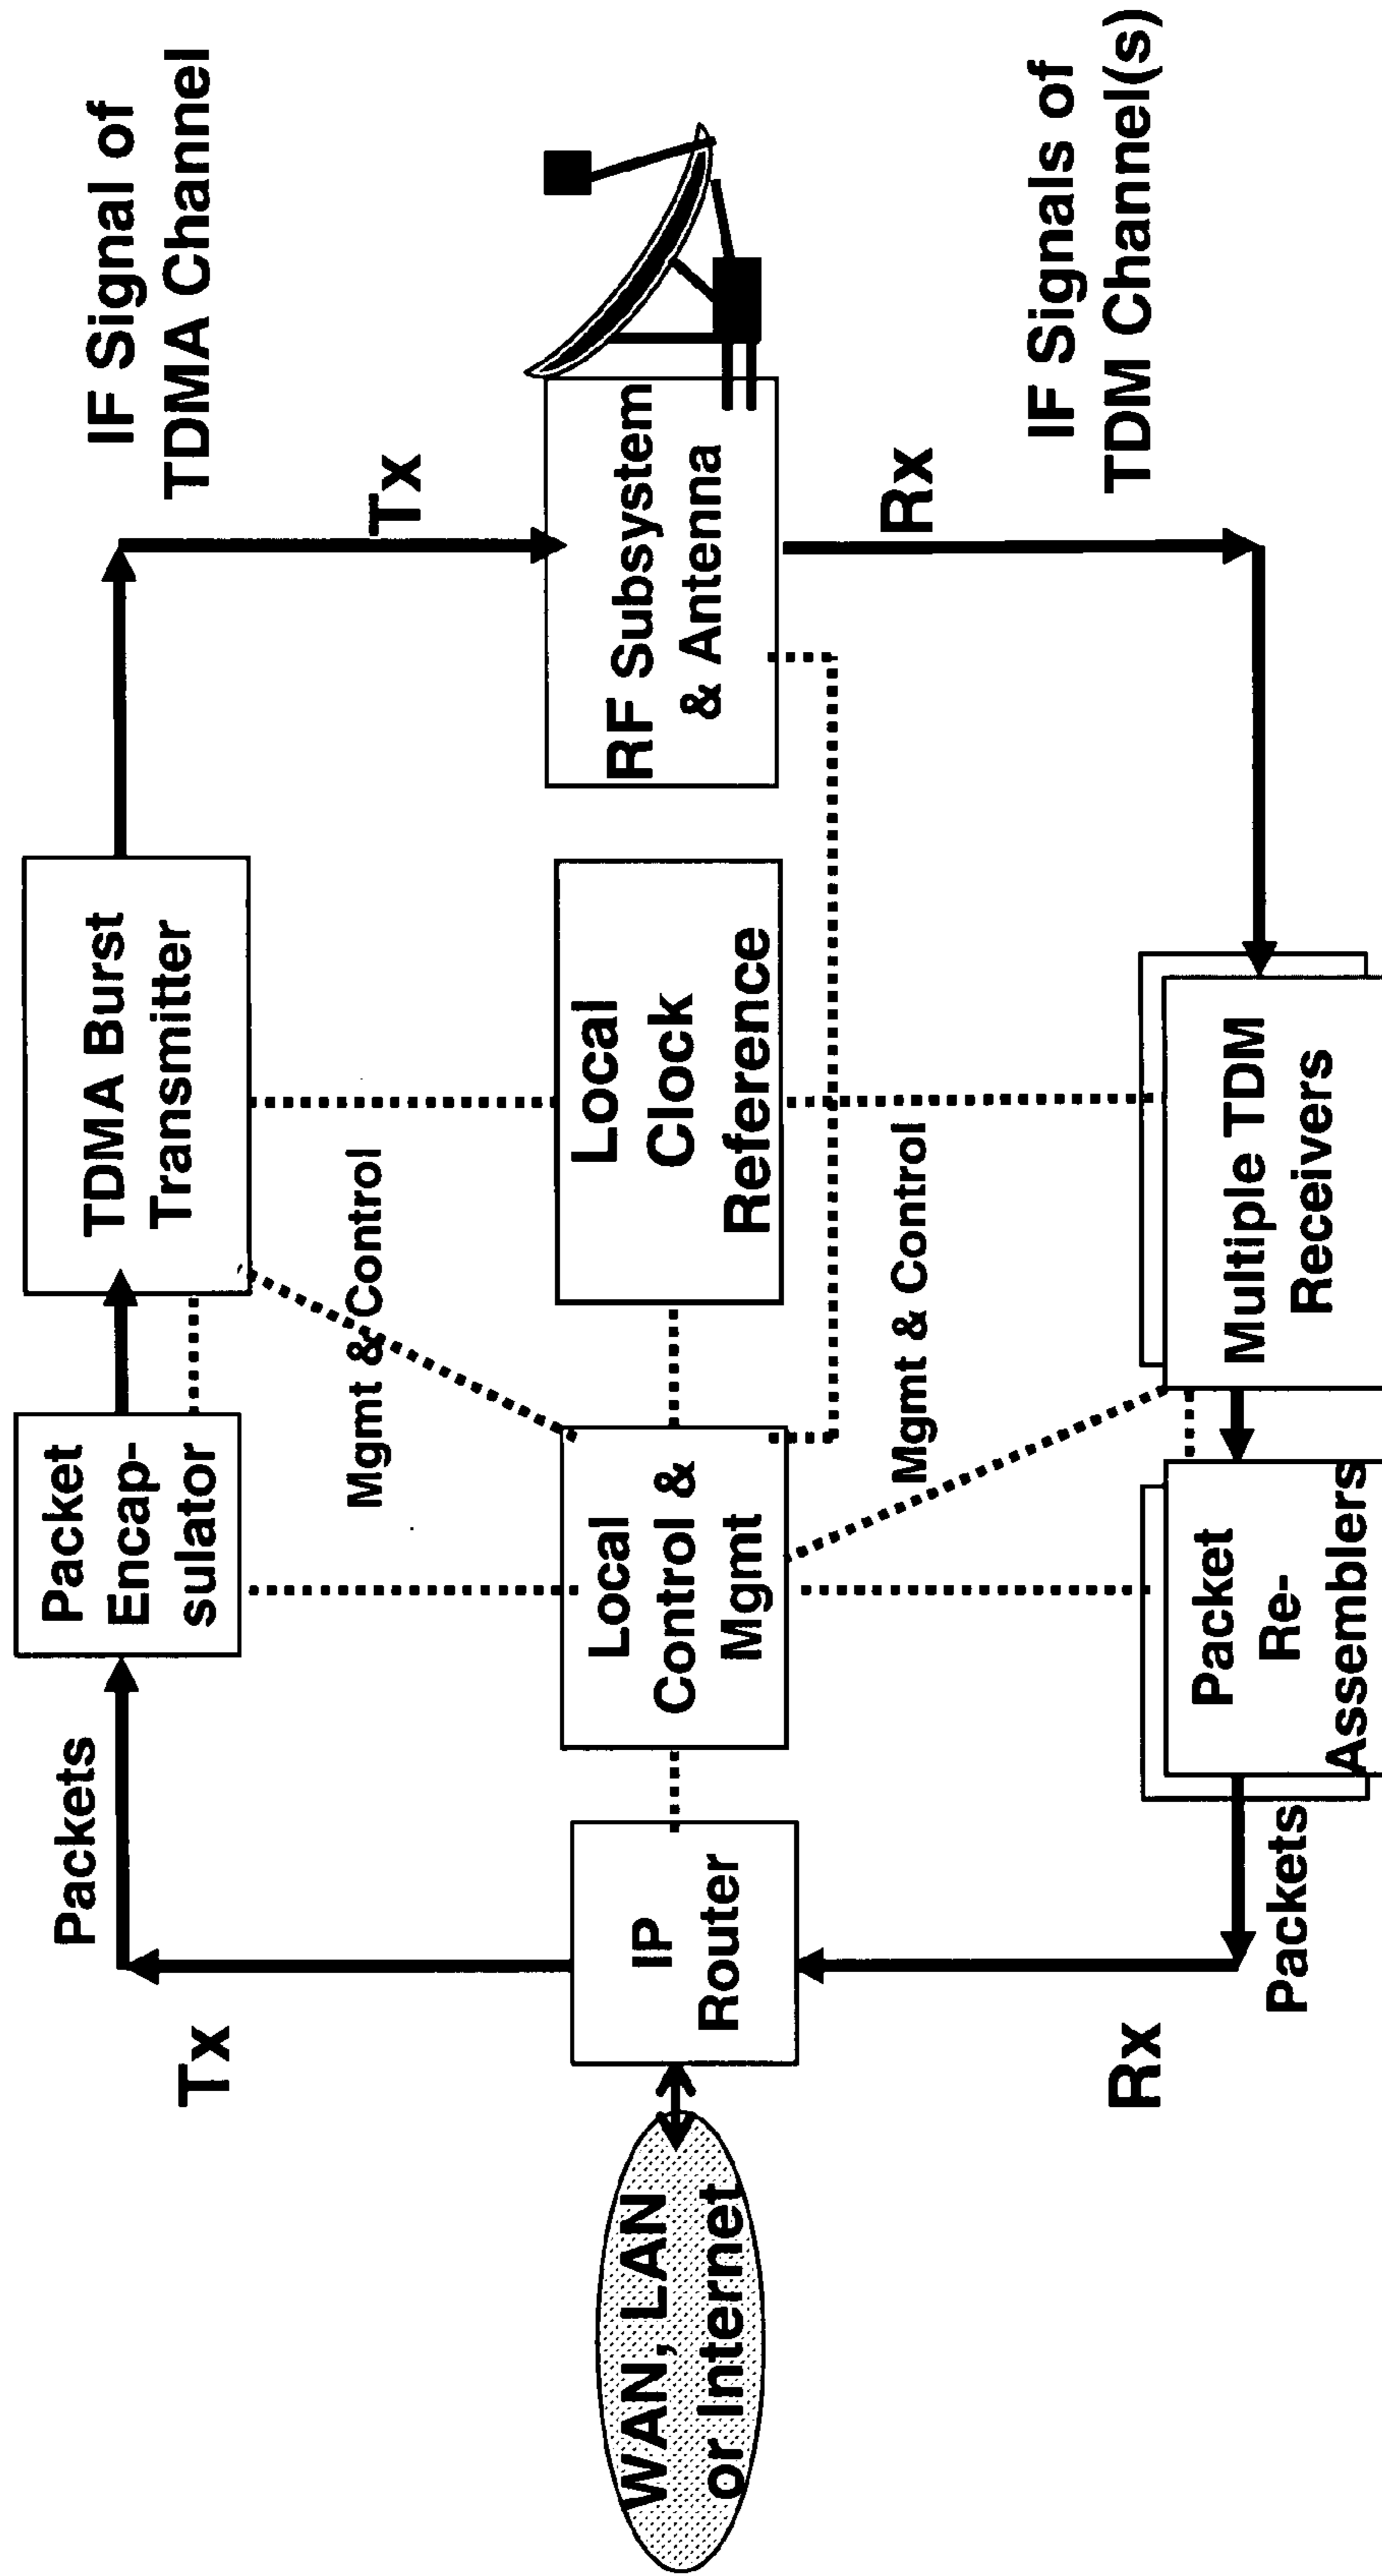 IF Signal of
TDMA Channel
Packets
Packet
Encap-
sulator
TDMA Burst
Transmitter
Tx
Tx
Mgmt & Control
WAN, LAN
or Internet
IP
Router
Local
Control &
Mgmt
Local
Clock
Reference
RF Subsystem
& Antenna
Mgmt & Control
Rx
Rx
IF Signals of
TDM Channel(s)
Packets
Packet
Re-
Assemblers
Multiple TDM
Receivers